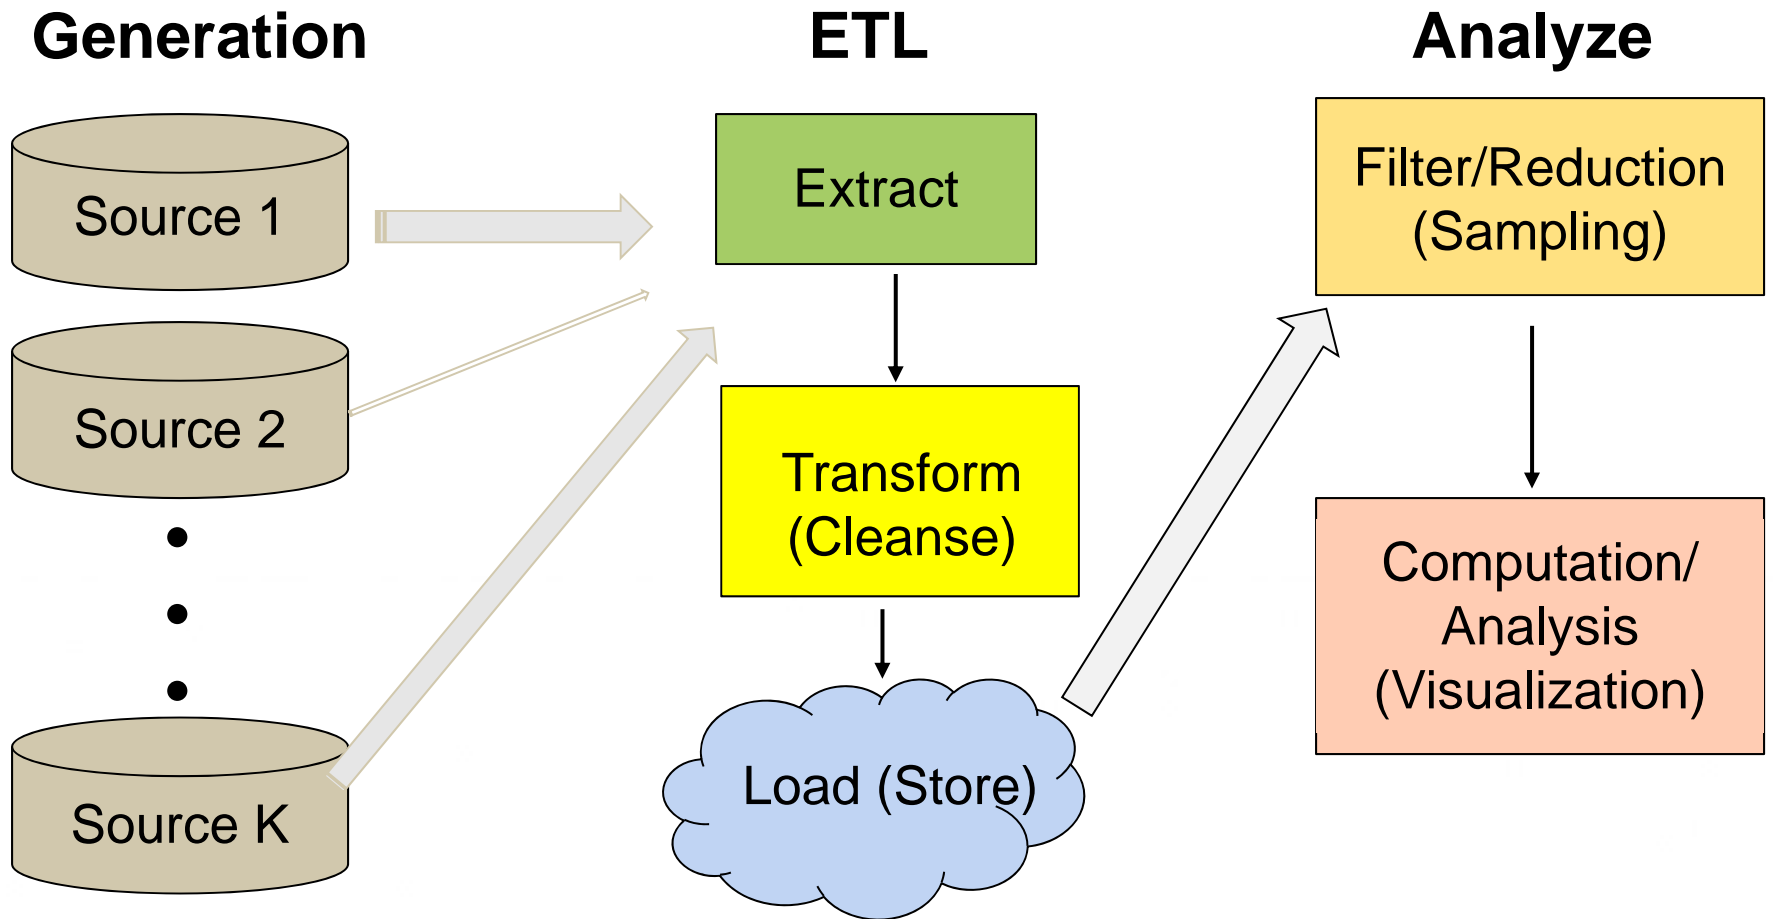 Generation
ETL
Analyze
Source 1
Source 2
Source K
Extract
Transform
(Cleanse)
Load (Store)
Filter/Reduction
(Sampling)
Computation/
Analysis
(Visualization)